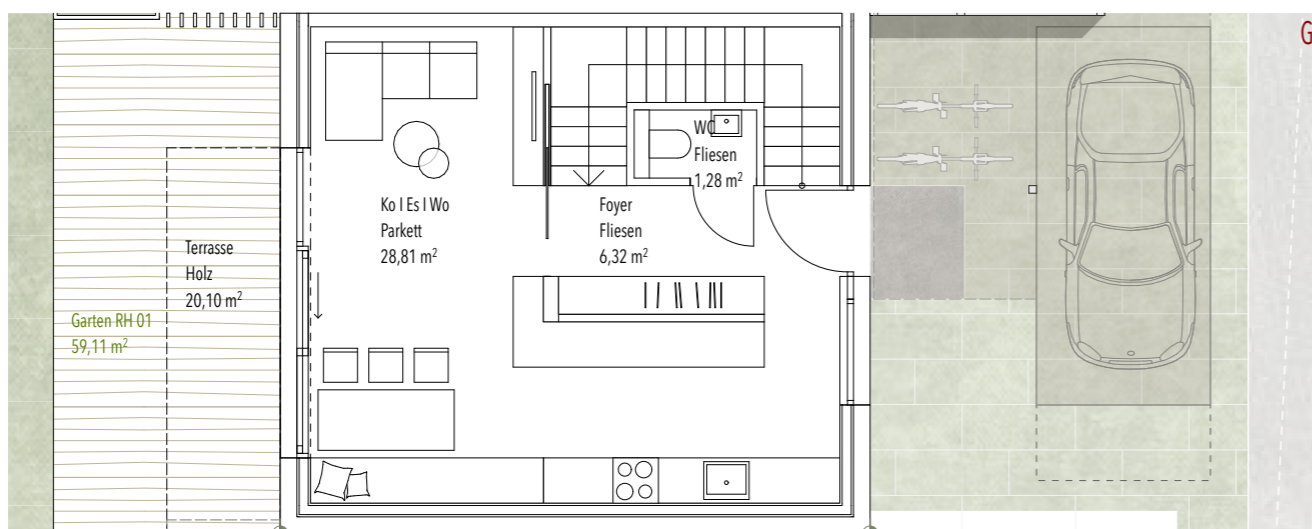 G
WC
Fliesen
1,28 m²
Ko I Es I Wo
Parkett
28,81 m²
Foyer
Fliesen
6,32 m²
Terrasse
Holz
20,10 m²
Garten RH 01
59,11 m²